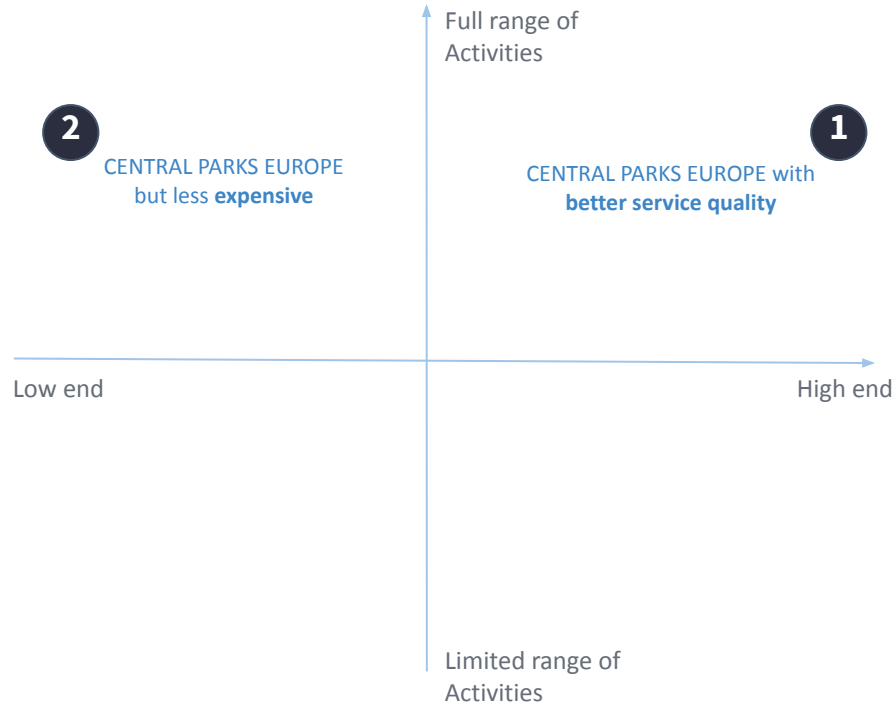 Full range of
Activities
2
CENTRAL PARKS EUROPE
but less expensive
1
CENTRAL PARKS EUROPE with
better service quality
Low end
High end
Limited range of
Activities